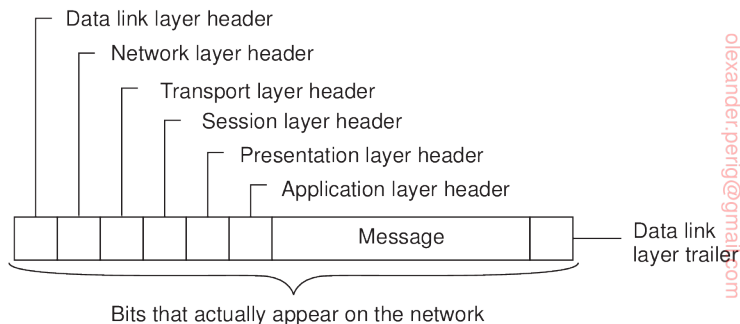 Data link layer header
Network layer header
Transport layer header
Session layer header
Presentation layer header
Application layer header
Message
Data link
layer trailer
Bits that actually appear on the network
olexander.perig@gmail.com